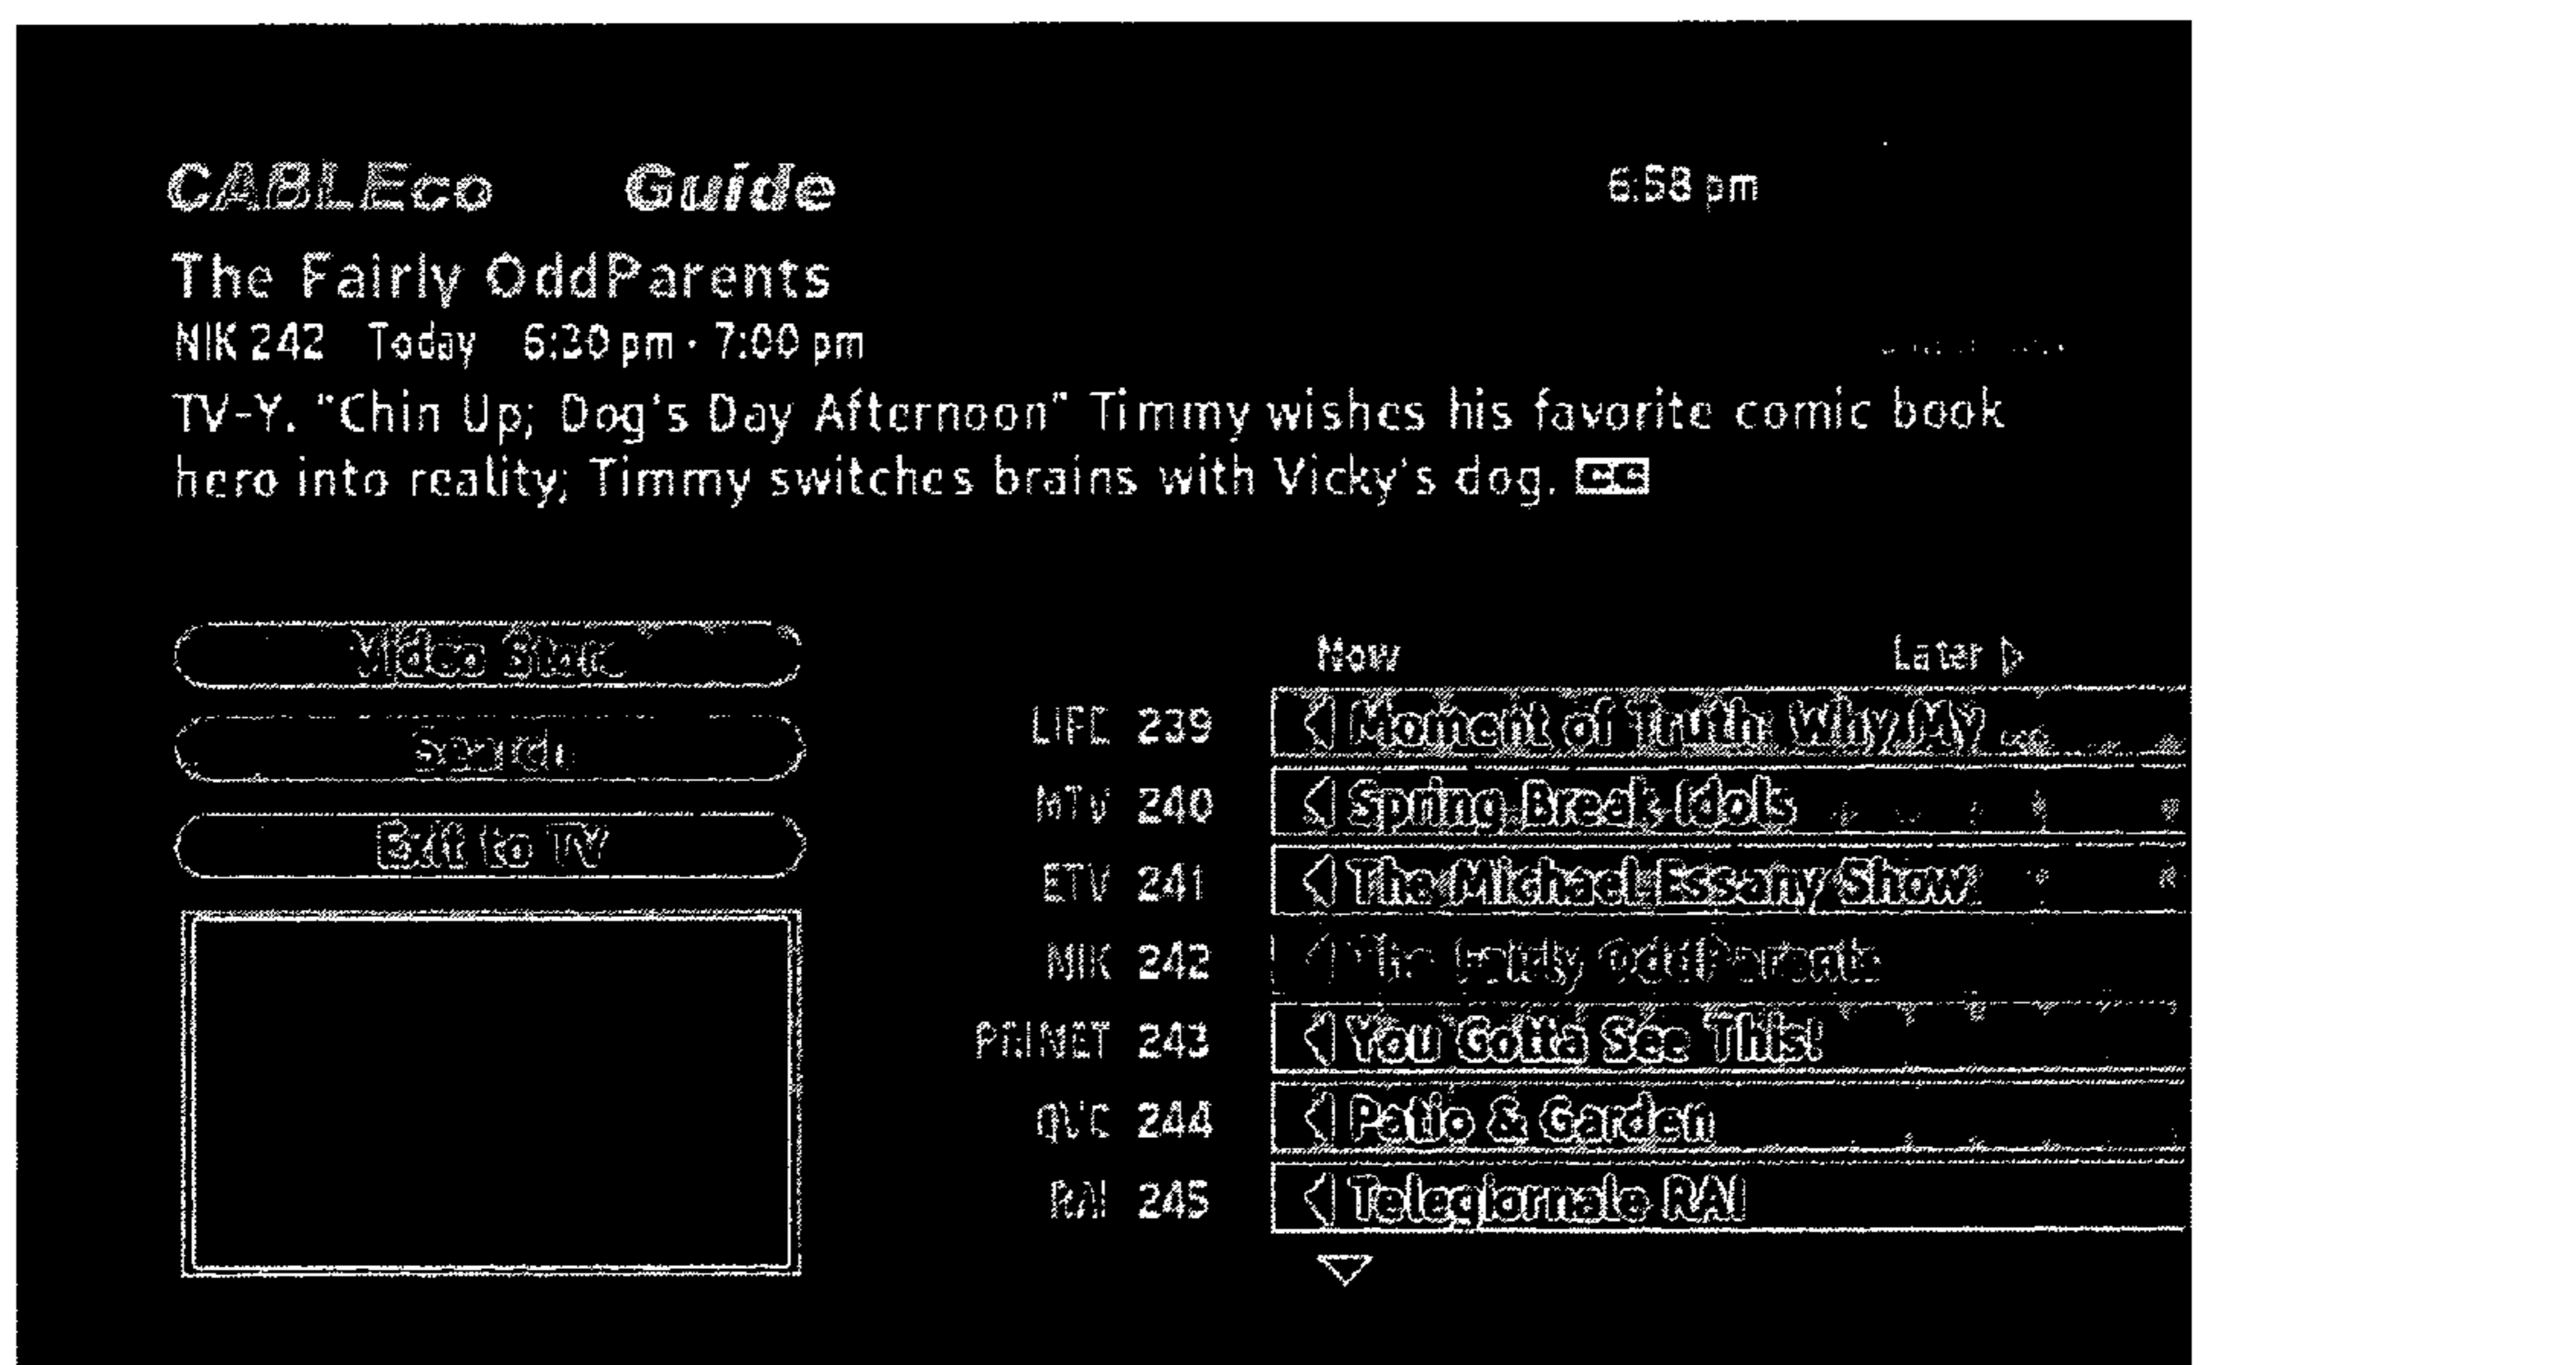 CABLEco Guide 6:58 pm
The Fairly OddParents
NIK 242 Today 6:30 pm - 7:00 pm
TV-Y. "Chin Up; Dog's Day Afternoon" Timmy wishes his favorite comic book
hero into reality; Timmy switches brains with Vicky's dog. CC
Video Store
Search
Exit to TV
Now Later
LIFE 239 Moment of Truth: Why My
MTV 240 Spring Break Idols
ETV 241 The Michael Essany Show
NIK 242 The Fairly OddParents
PRINET 243 You Gotta See This!
QVC 244 Patio & Garden
RAI 245 Telegiornale RAI